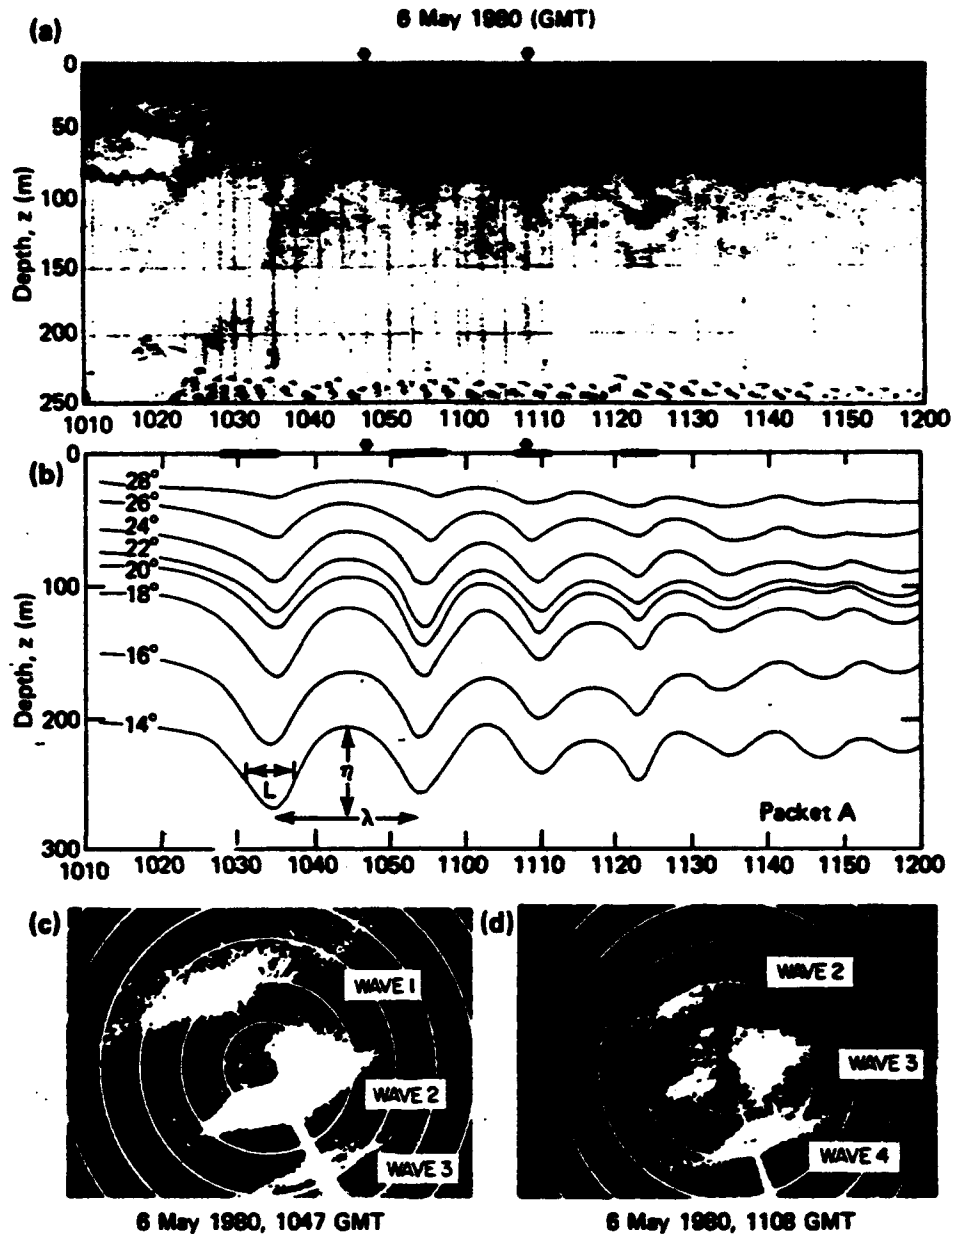 6 May 1980 (GMT)
(a)
0
50
100
150
200
250
Depth, z (m)
1010 1020 1030 1040 1050 1100 1110 1120 1130 1140 1150 1200
(b)
0
100
200
300
Depth, z (m)
28°
26°
24°
22°
20°
18°
16°
14°
L
η
λ
Packet A
1010 1020 1030 1040 1050 1100 1110 1120 1130 1140 1150 1200
(c)
WAVE 1
WAVE 2
WAVE 3
6 May 1980, 1047 GMT
(d)
WAVE 2
WAVE 3
WAVE 4
6 May 1980, 1108 GMT